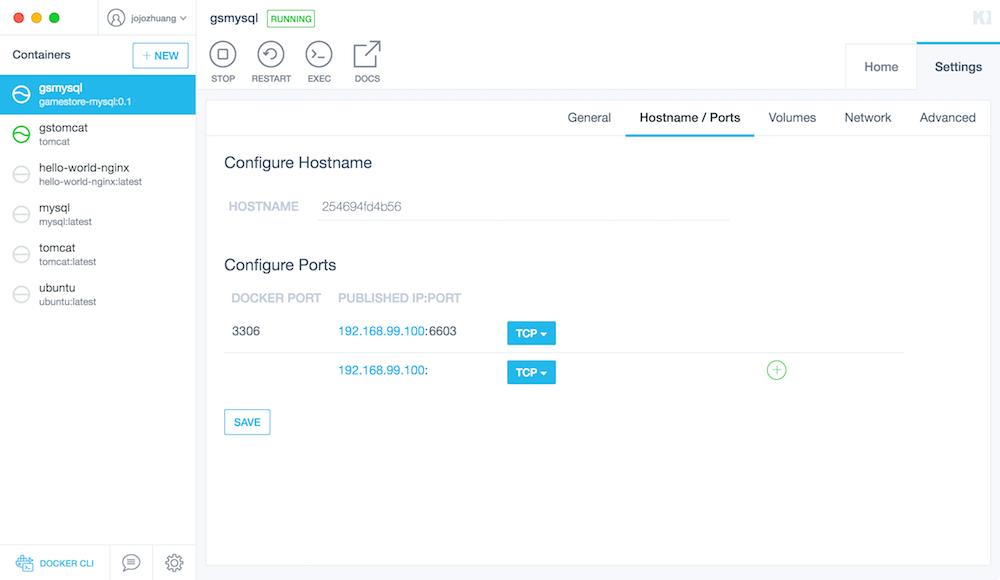 jojozhuang
Containers
+ NEW
gsmysql
gamestore-mysql:0.1
gstomcat
tomcat
hello-world-nginx
hello-world-nginx:latest
mysql
mysql:latest
tomcat
tomcat:latest
ubuntu
ubuntu:latest
DOCKER CLI
gsmysql RUNNING
STOP RESTART EXEC DOCS
Home Settings
General Hostname / Ports Volumes Network Advanced
Configure Hostname
HOSTNAME 254694fd4b56
Configure Ports
DOCKER PORT PUBLISHED IP:PORT
3306 192.168.99.100:6603 TCP
192.168.99.100: TCP
SAVE